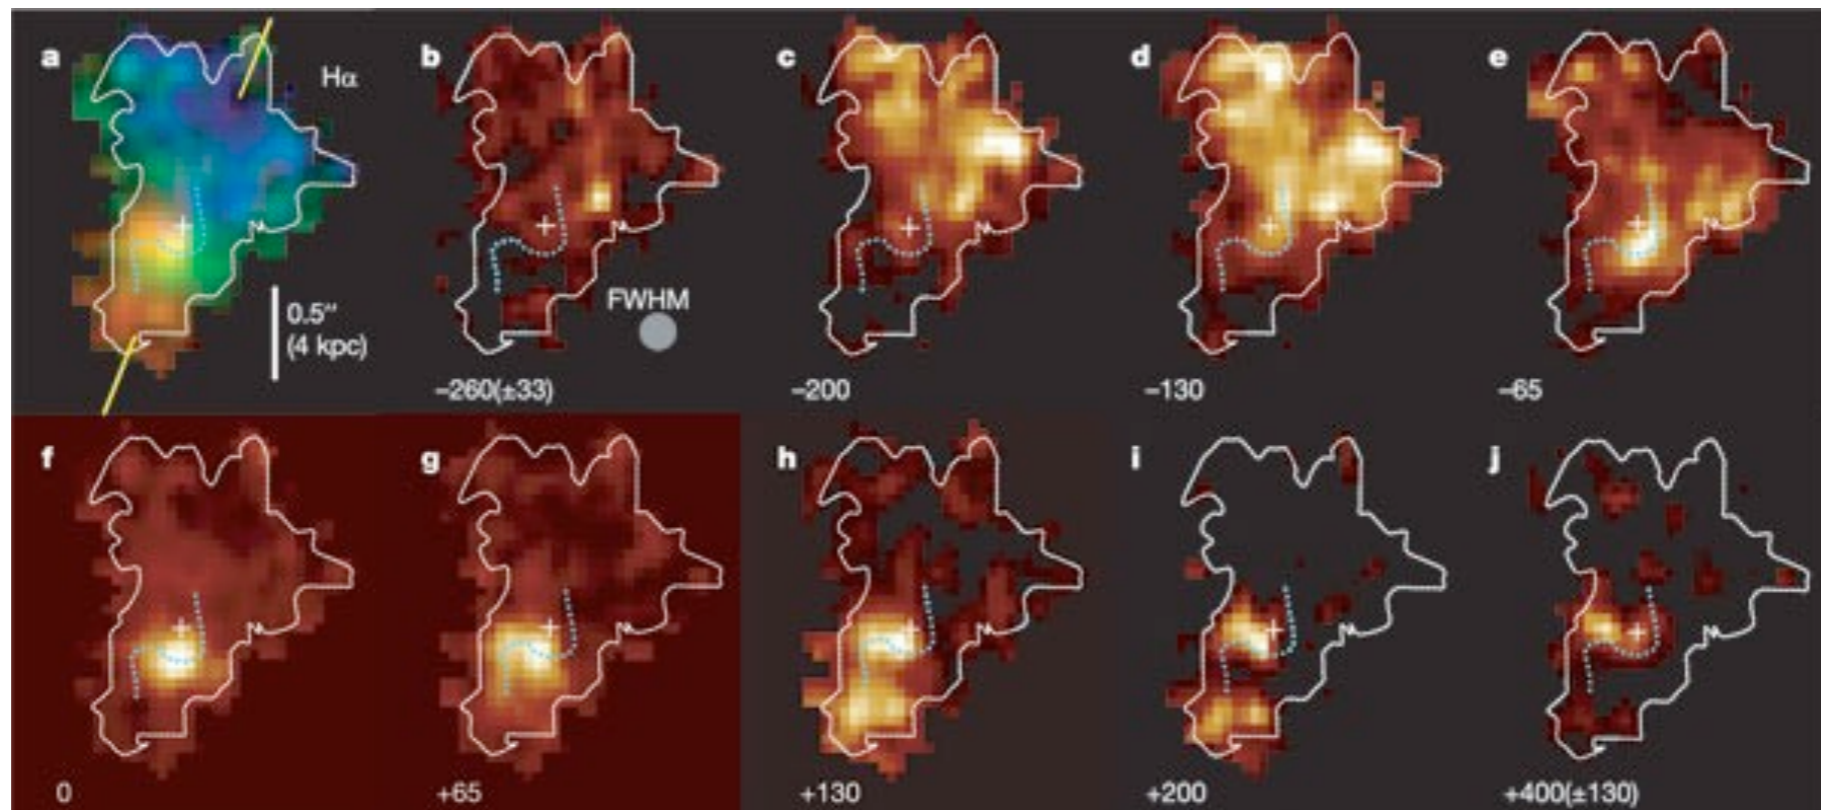 a
Hα
0.5″
(4 kpc)
b
FWHM
−260(±33)
c
−200
d
−130
e
−65
f
0
g
+65
h
+130
i
+200
j
+400(±130)